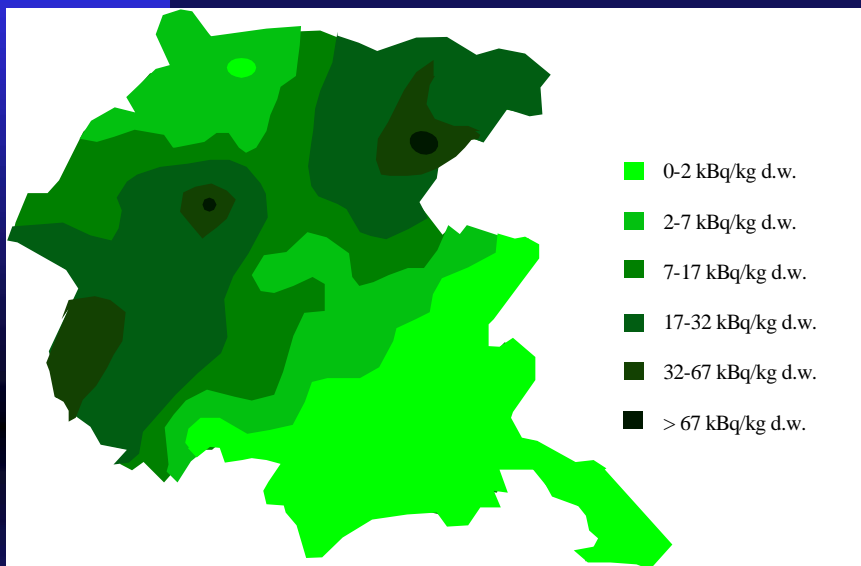 0-2 kBq/kg d.w.
2-7 kBq/kg d.w.
7-17 kBq/kg d.w.
17-32 kBq/kg d.w.
32-67 kBq/kg d.w.
> 67 kBq/kg d.w.